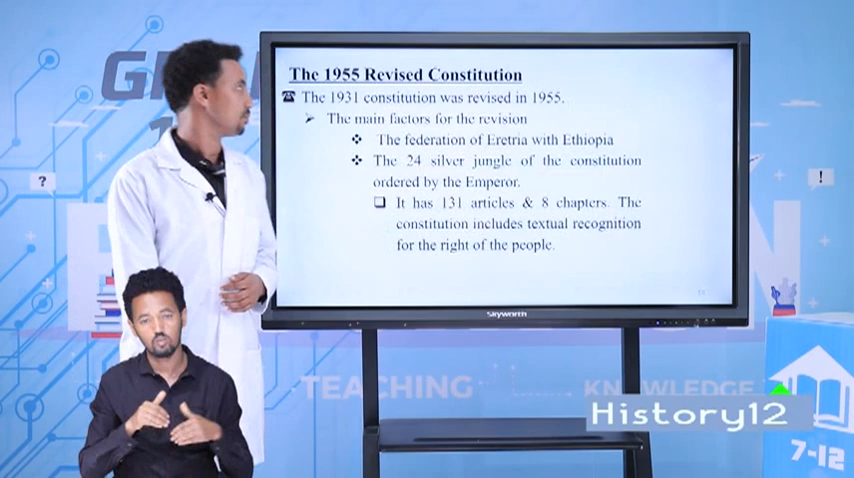 The 1955 Revised Constitution
The 1931 constitution was revised in 1955.
The main factors for the revision
The federation of Eretria with Ethiopia
The 24 silver jungle of the constitution
ordered by the Emperor.
It has 131 articles & 8 chapters. The
constitution includes textual recognition
for the right of the people.
Skyworth
TEACHING
KNOWLEDGE
History12
7-12
?
!